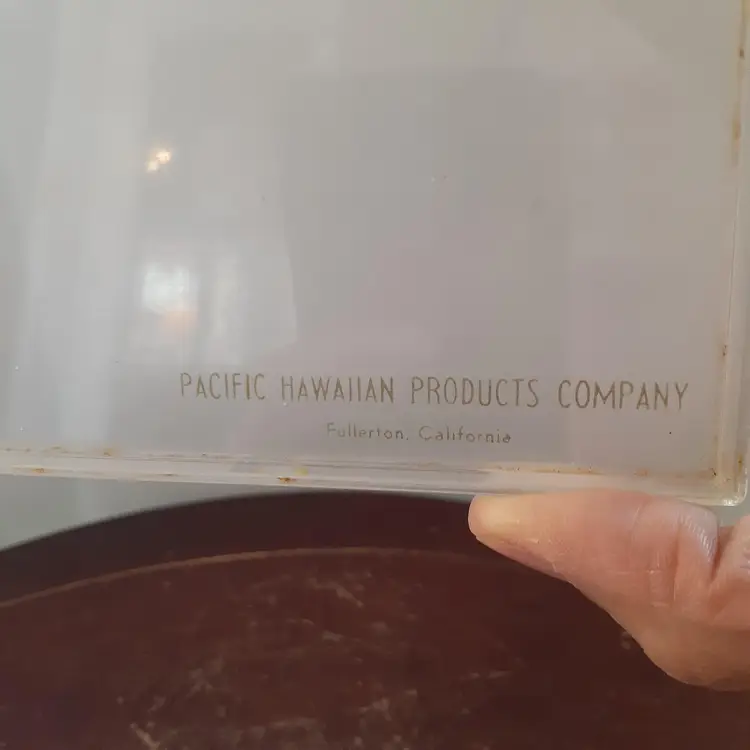 PACIFIC HAWAIIAN PRODUCTS COMPANY
Fullerton, California